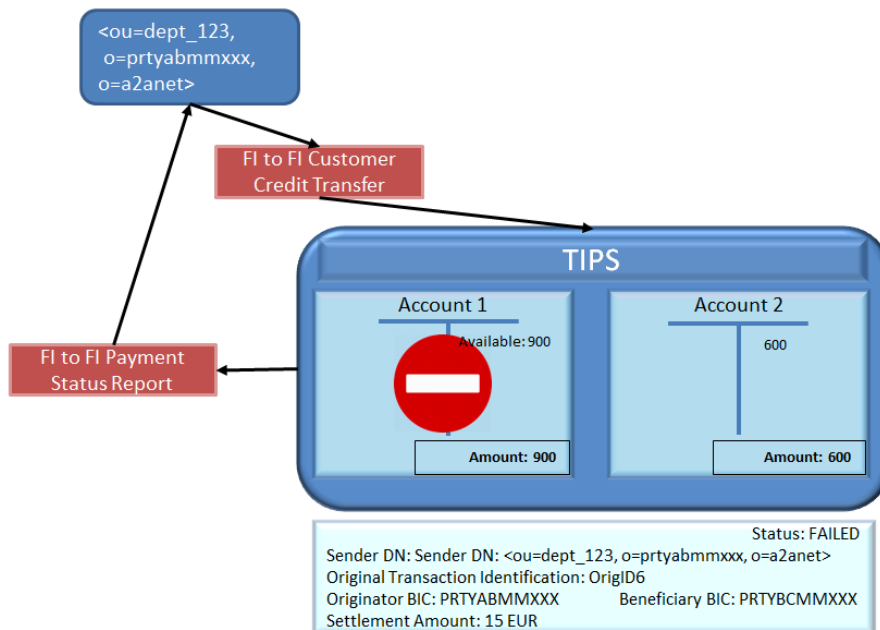 <ou=dept_123,
o=prtyabmmxxx,
o=a2anet>
FI to FI Customer
Credit Transfer
TIPS
Account 1
Available: 900
Amount: 900
Account 2
600
Amount: 600
FI to FI Payment
Status Report
Status: FAILED
Sender DN: Sender DN: <ou=dept_123, o=prtyabmmxxx, o=a2anet>
Original Transaction Identification: OrigID6
Originator BIC: PRTYABMMXXX Beneficiary BIC: PRTYBCMMXXX
Settlement Amount: 15 EUR